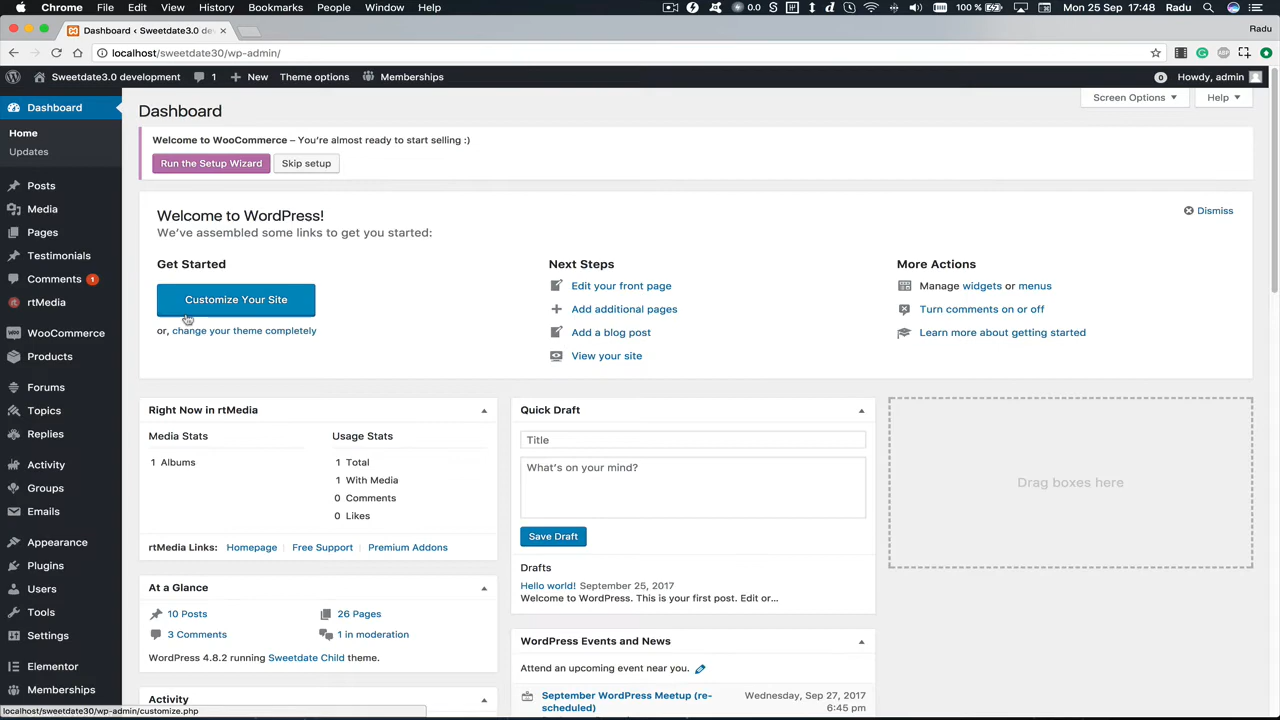 Chrome File Edit View History Bookmarks People Window Help 0.0 100 % Mon 25 Sep 17:48 Radu
Dashboard ‹ Sweetdate3.0 dev Radu
localhost/sweetdate30/wp-admin/
Sweetdate3.0 development 1 New Theme options Memberships 0 Howdy, admin
Dashboard
Home
Updates
Posts
Media
Pages
Testimonials
Comments 1
rtMedia
WooCommerce
Products
Forums
Topics
Replies
Activity
Groups
Emails
Appearance
Plugins
Users
Tools
Settings
Elementor
Memberships
Screen Options Help
Dashboard
Welcome to WooCommerce – You're almost ready to start selling :)
Run the Setup Wizard Skip setup
Welcome to WordPress!
Dismiss
We've assembled some links to get you started:
Get Started
Customize Your Site
or, change your theme completely
Next Steps
Edit your front page
Add additional pages
Add a blog post
View your site
More Actions
Manage widgets or menus
Turn comments on or off
Learn more about getting started
Right Now in rtMedia
Media Stats Usage Stats
1 Albums 1 Total
1 With Media
0 Comments
0 Likes
rtMedia Links: Homepage Free Support Premium Addons
At a Glance
10 Posts 26 Pages
3 Comments 1 in moderation
WordPress 4.8.2 running Sweetdate Child theme.
Activity
Quick Draft
Title
What's on your mind?
Save Draft
Drafts
Hello world! September 25, 2017
Welcome to WordPress. This is your first post. Edit or…
WordPress Events and News
Attend an upcoming event near you.
September WordPress Meetup (re-scheduled) Wednesday, Sep 27, 2017
6:45 pm
Drag boxes here
localhost/sweetdate30/wp-admin/customize.php